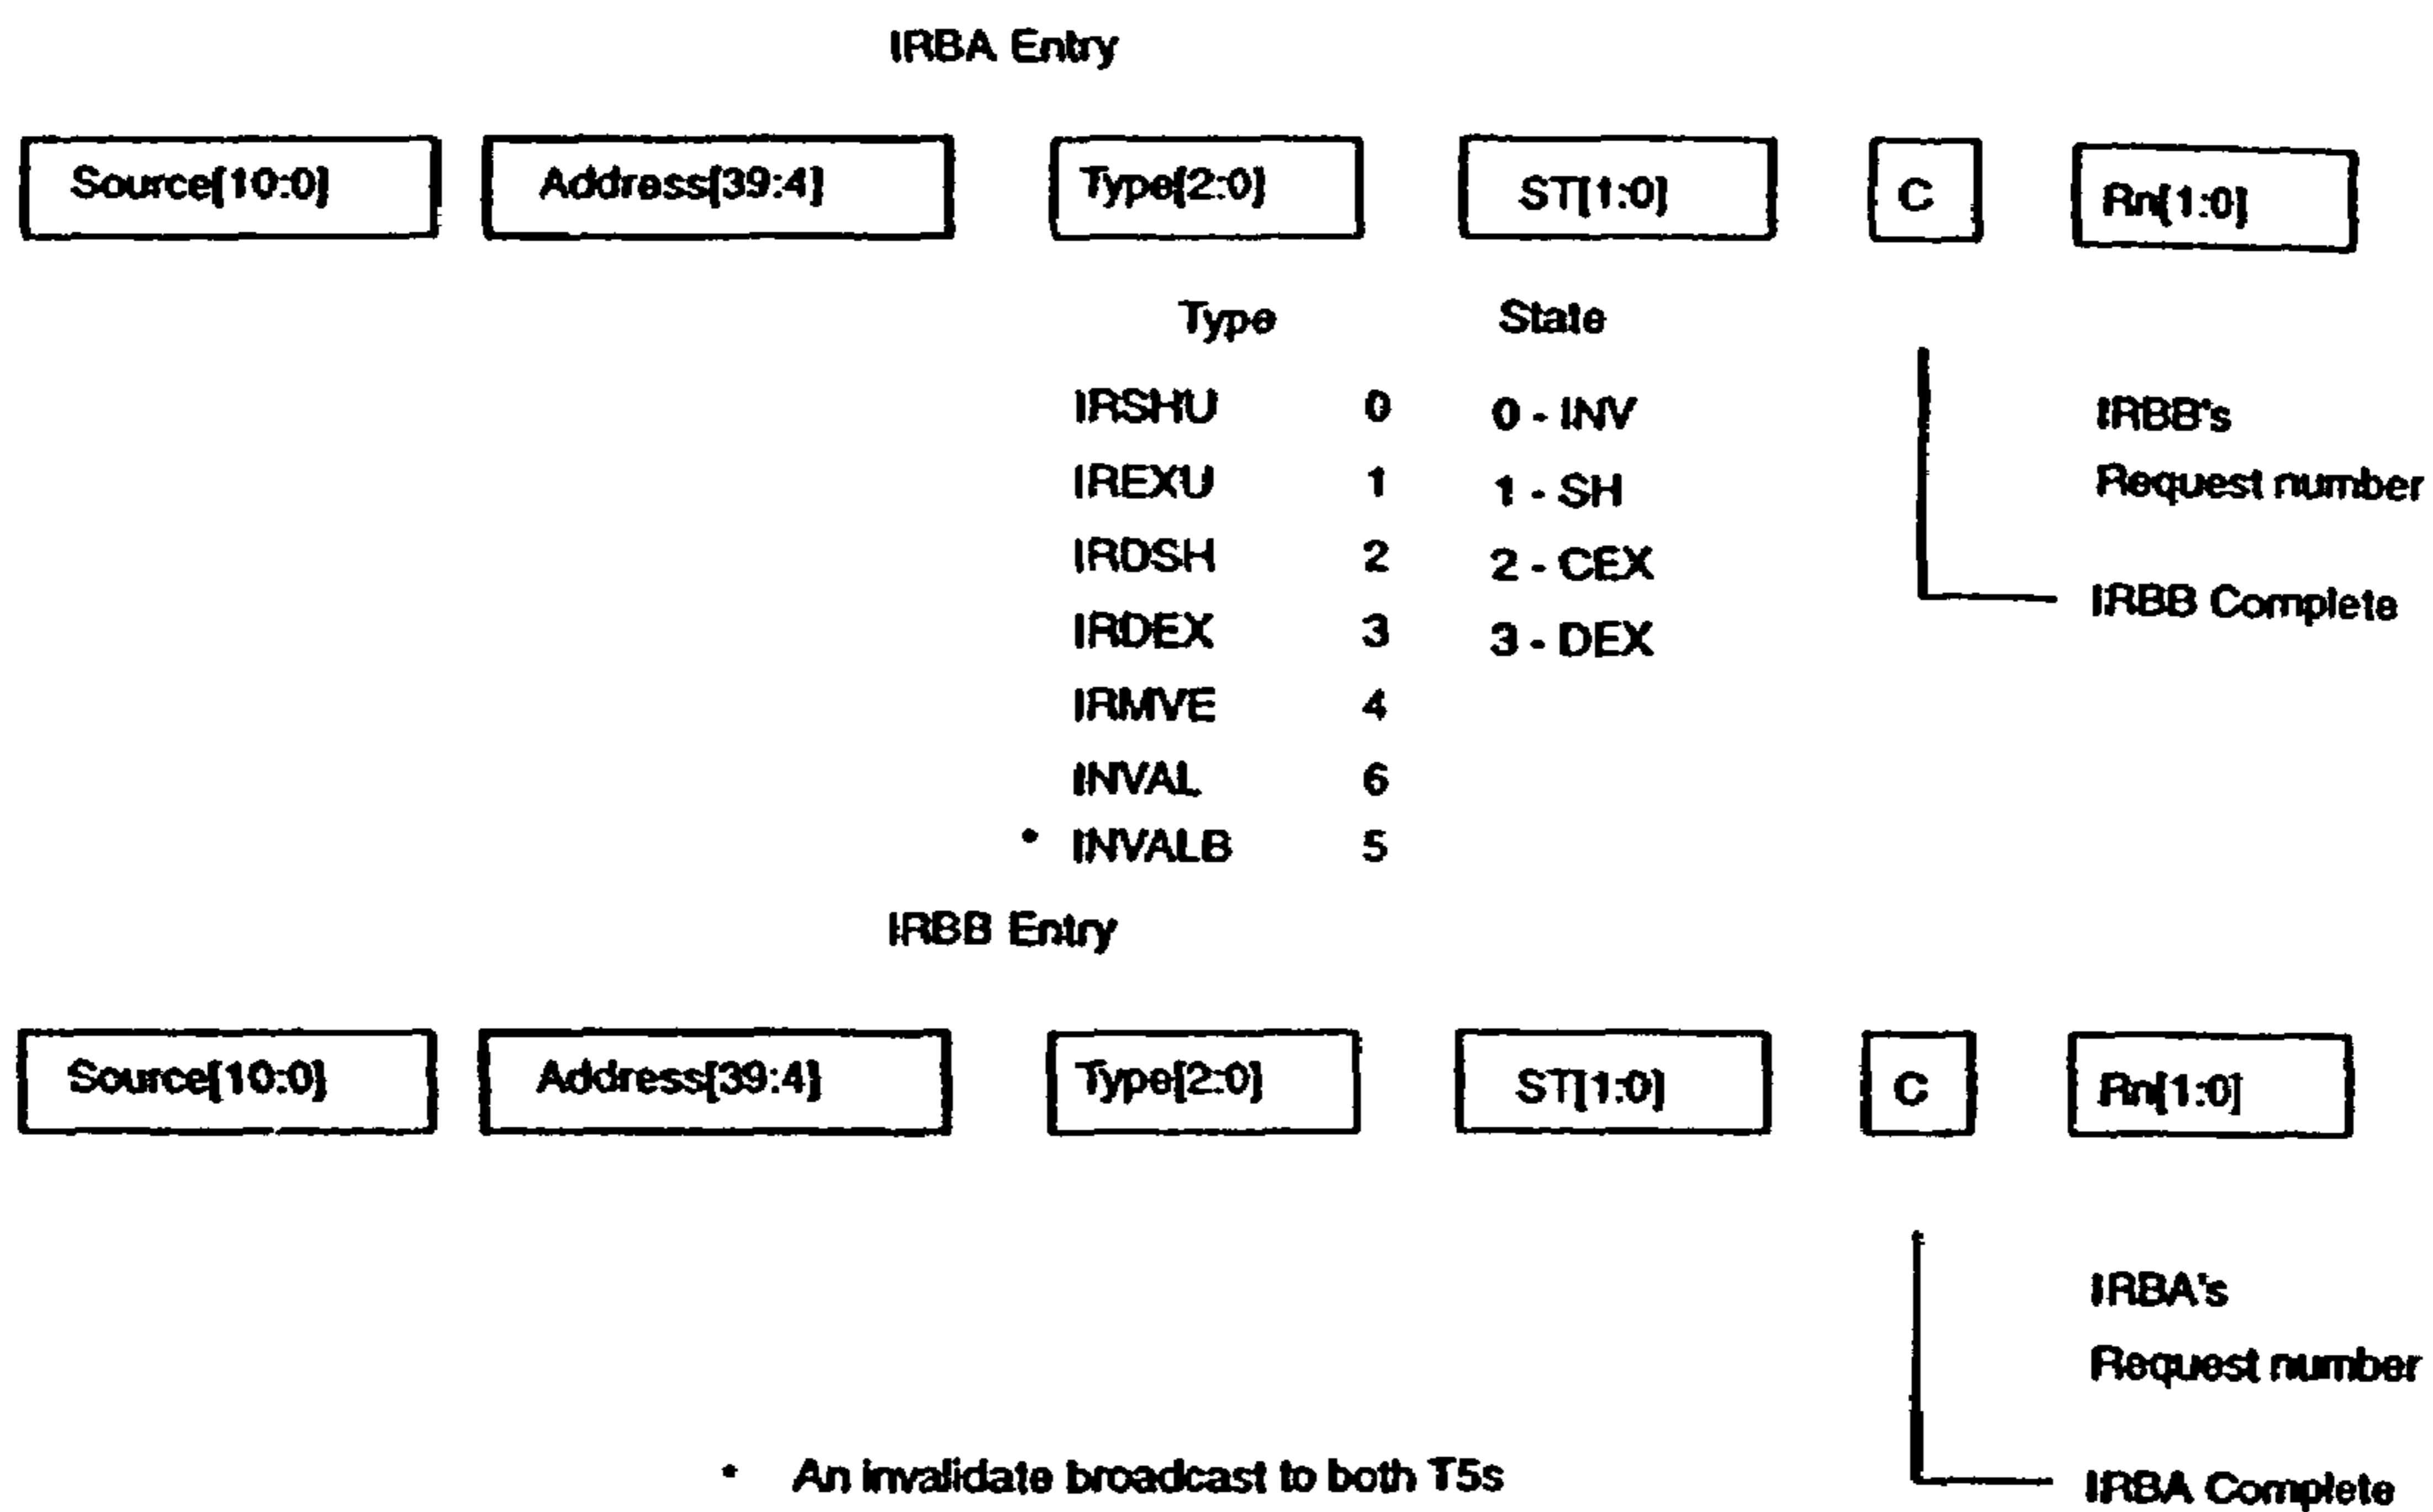 IRBA Entry
Source[10:0] Address[39:4] Type[2:0] ST[1:0] C Rn[1:0]
Type State
IRSHU 0 0 - INV IRBB's
IREXU 1 1 - SH Request number
IRDSH 2 2 - CEX IRBB Complete
IRDEX 3 3 - DEX
IRMVE 4
INVAL 6
* INVALB 5
IRBB Entry
Source[10:0] Address[39:4] Type[2:0] ST[1:0] C Rn[1:0]
IRBA's
Request number
* An invalidate broadcast to both T5s IRBA Complete